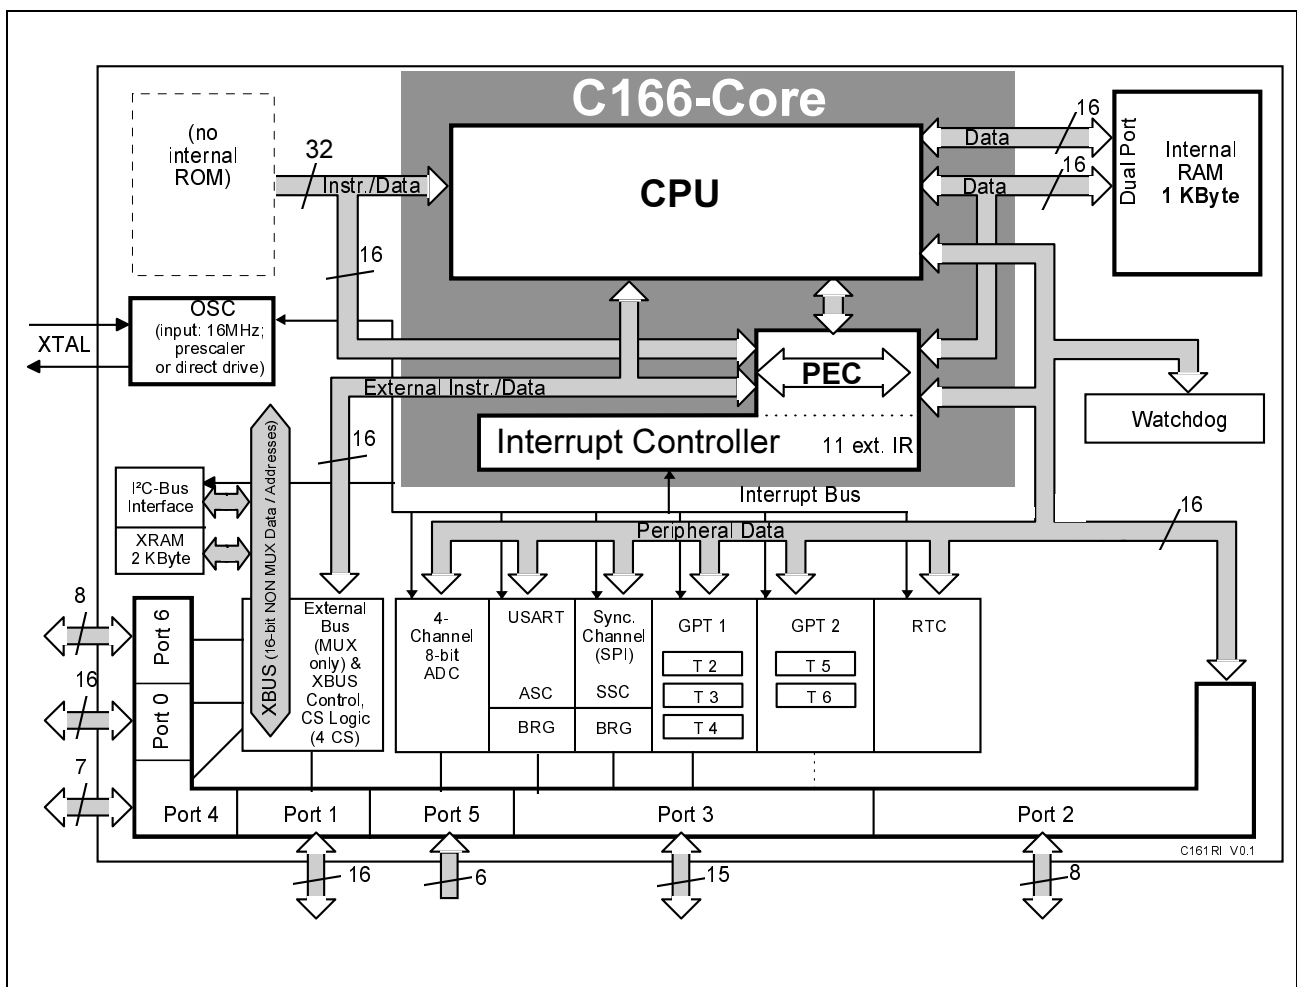 C166-Core
(no
internal
ROM)
32
Instr./Data
CPU
Data
16
Data
16
Dual Port
Internal
RAM
1 KByte
16
OSC
(input: 16MHz;
prescaler
or direct drive)
XTAL
PEC
External Instr./Data
Interrupt Controller
11 ext. IR
Watchdog
16
Interrupt Bus
Peripheral Data
16
I²C-Bus
Interface
XRAM
2 KByte
XBUS (16-bit NON MUX Data / Addresses)
External
Bus
(MUX
only) &
XBUS
Control,
CS Logic
(4 CS)
4-
Channel
8-bit
ADC
USART
ASC
BRG
Sync.
Channel
(SPI)
SSC
BRG
GPT 1
T 2
T 3
T 4
GPT 2
T 5
T 6
RTC
8
Port 6
16
Port 0
7
Port 4
Port 1
Port 5
Port 3
Port 2
C161RI V0.1
16
6
15
8